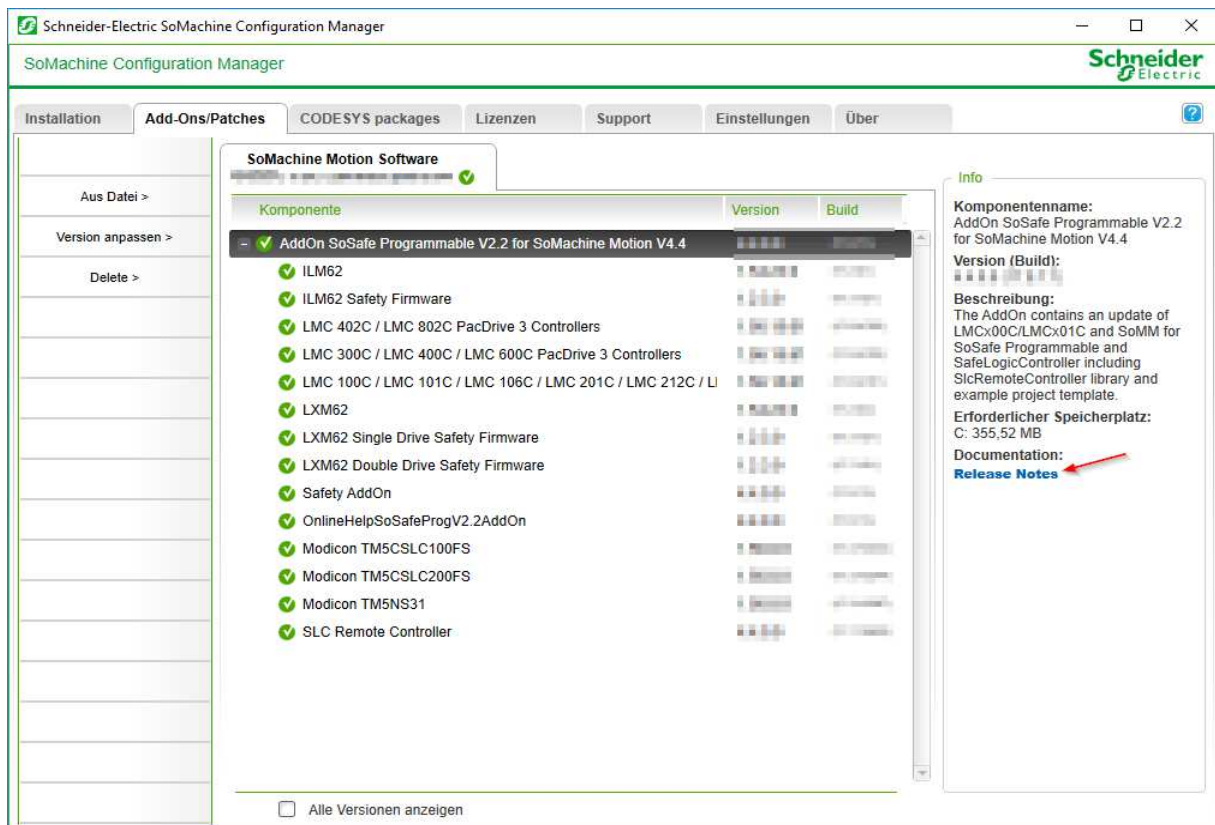 Schneider-Electric SoMachine Configuration Manager
SoMachine Configuration Manager
Schneider Electric
Installation
Add-Ons/Patches
CODESYS packages
Lizenzen
Support
Einstellungen
Über
?
Aus Datei >
Version anpassen >
Delete >
SoMachine Motion Software
Komponente
Version
Build
AddOn SoSafe Programmable V2.2 for SoMachine Motion V4.4
ILM62
ILM62 Safety Firmware
LMC 402C / LMC 802C PacDrive 3 Controllers
LMC 300C / LMC 400C / LMC 600C PacDrive 3 Controllers
LMC 100C / LMC 101C / LMC 106C / LMC 201C / LMC 212C /
LXM62
LXM62 Single Drive Safety Firmware
LXM62 Double Drive Safety Firmware
Safety AddOn
OnlineHelpSoSafeProgV2.2AddOn
Modicon TM5CSLC100FS
Modicon TM5CSLC200FS
Modicon TM5NS31
SLC Remote Controller
Alle Versionen anzeigen
Info
Komponentenname:
AddOn SoSafe Programmable V2.2
for SoMachine Motion V4.4
Version (Build):
Beschreibung:
The AddOn contains an update of
LMCx00C/LMCx01C and SoMM for
SoSafe Programmable and
SafeLogicController including
SlcRemoteController library and
example project template.
Erforderlicher Speicherplatz:
C: 355,52 MB
Documentation:
Release Notes